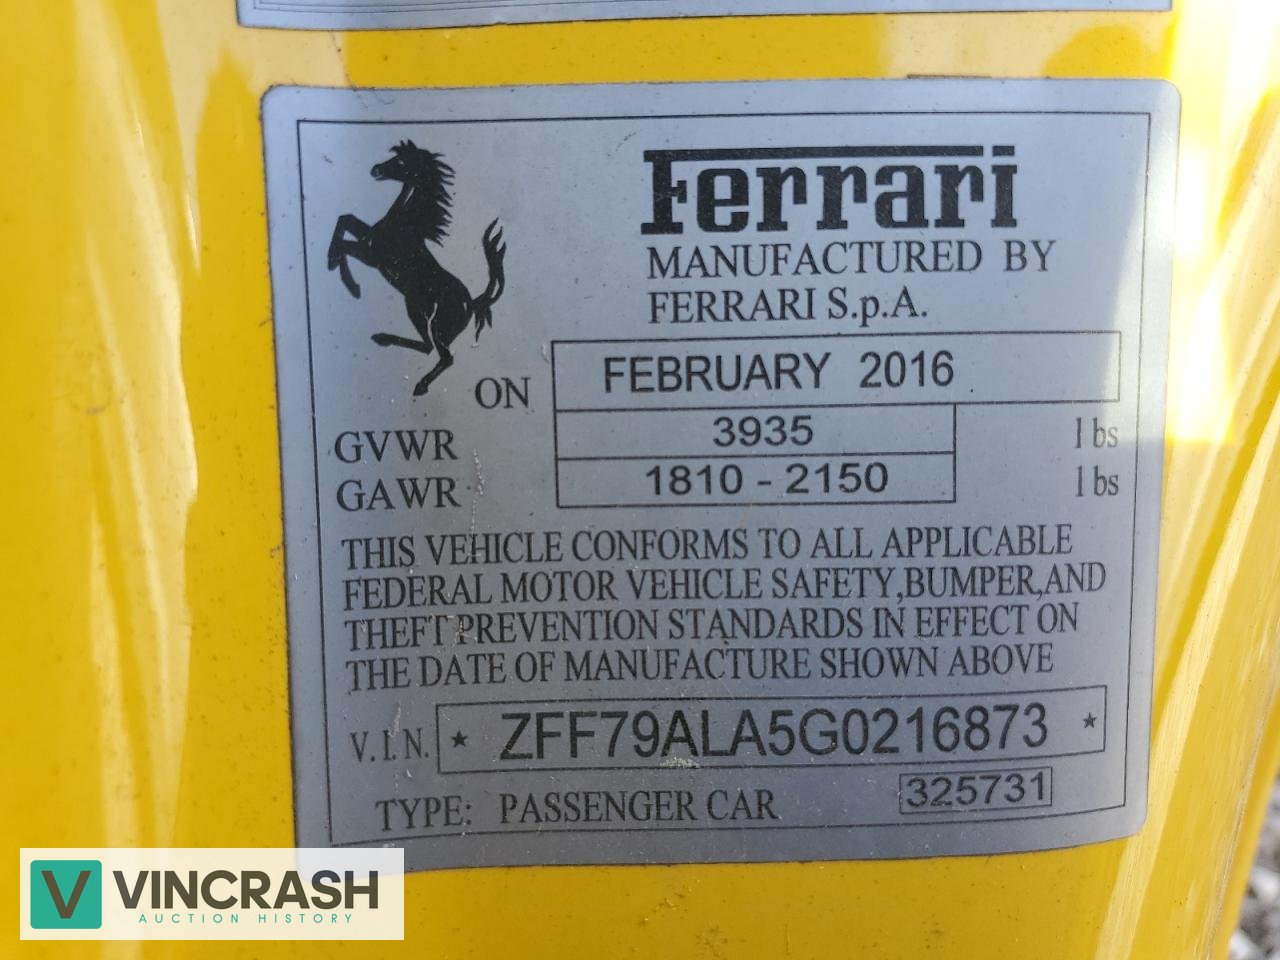 Ferrari
MANUFACTURED BY
FERRARI S.p.A.
ON FEBRUARY 2016
GVWR 3935 lbs
GAWR 1810 - 2150 lbs
THIS VEHICLE CONFORMS TO ALL APPLICABLE
FEDERAL MOTOR VEHICLE SAFETY,BUMPER,AND
THEFT PREVENTION STANDARDS IN EFFECT ON
THE DATE OF MANUFACTURE SHOWN ABOVE
V.I.N. * ZFF79ALA5G0216873 *
TYPE: PASSENGER CAR 325731
V VINCRASH
AUCTION HISTORY